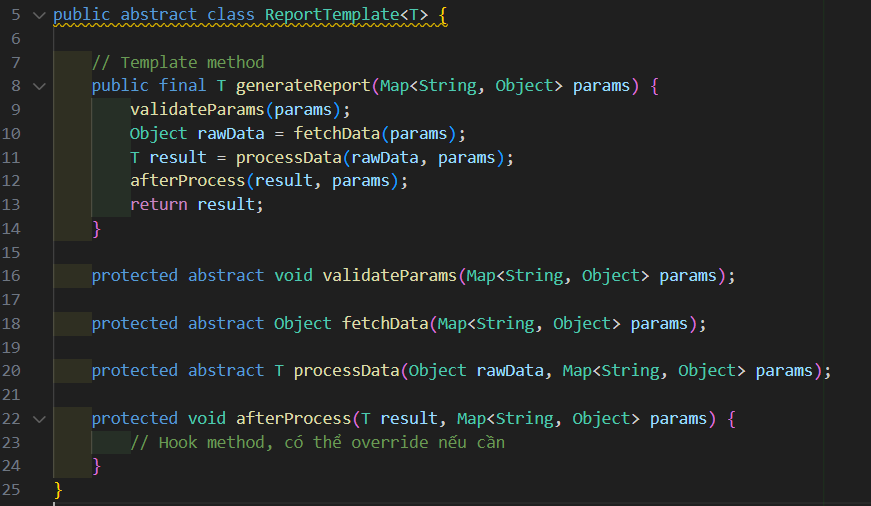 5 public abstract class ReportTemplate<T> {
6
7 // Template method
8 public final T generateReport(Map<String, Object> params) {
9 validateParams(params);
10 Object rawData = fetchData(params);
11 T result = processData(rawData, params);
12 afterProcess(result, params);
13 return result;
14 }
15
16 protected abstract void validateParams(Map<String, Object> params);
17
18 protected abstract Object fetchData(Map<String, Object> params);
19
20 protected abstract T processData(Object rawData, Map<String, Object> params);
21
22 protected void afterProcess(T result, Map<String, Object> params) {
23 // Hook method, có thể override nếu cần
24 }
25 }